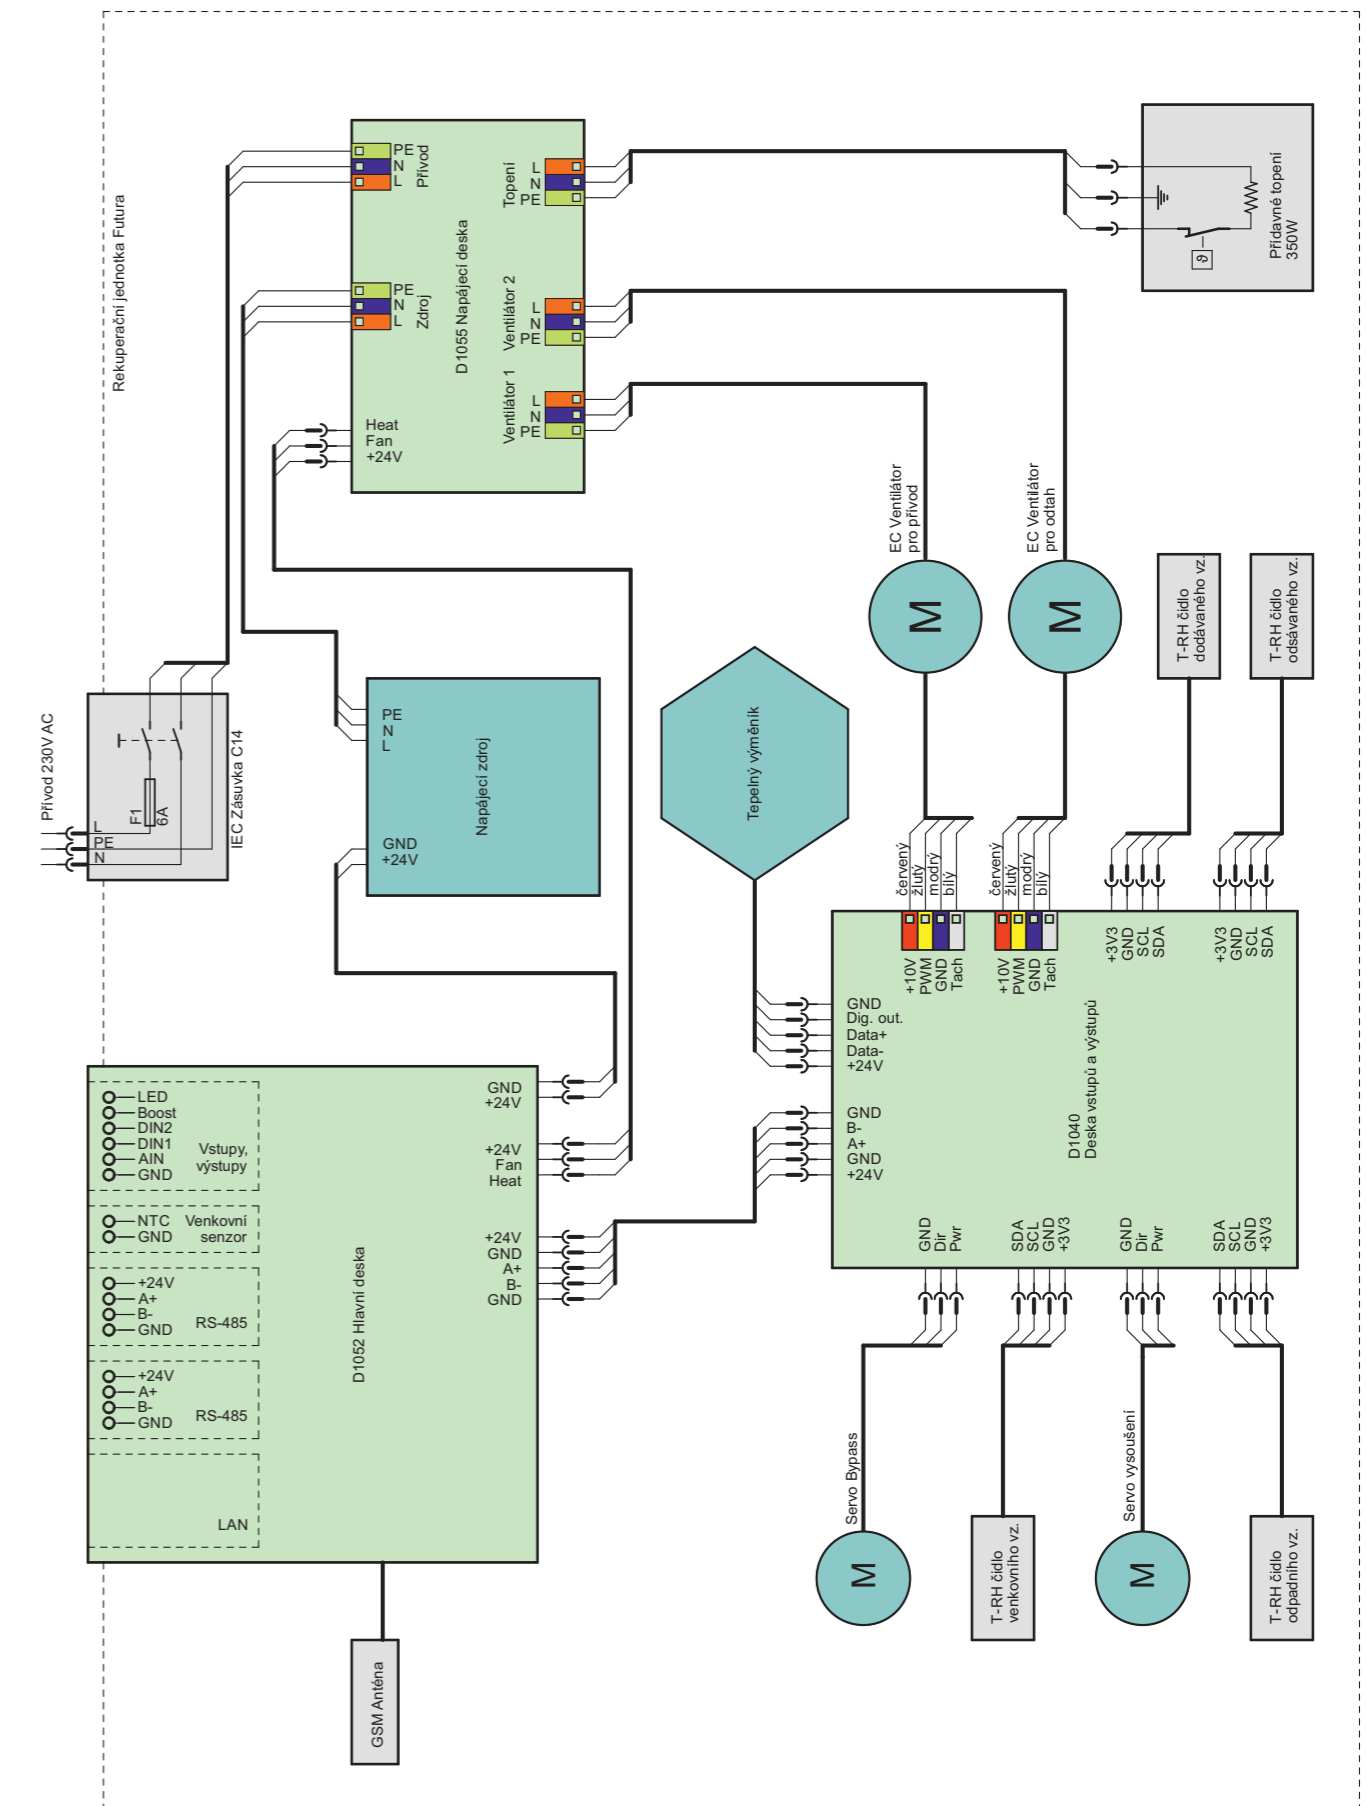 Rekuperační jednotka Futura
Přívod 230V AC
L
PE
N
F1
6A
IEC Zásuvka C14
PE
N
L
Přívod
PE
N
L
Zdroj
Heat
Fan
+24V
D1055 Napájecí deska
L
N
PE
Topení
L
N
PE
Ventilátor 2
L
N
PE
Ventilátor 1
ϑ
Přídavné topení
350W
PE
N
L
GND
+24V
Napájecí zdroj
Tepelný výměník
EC Ventilátor
pro přívod
M
EC Ventilátor
pro odtah
M
T-RH čidlo
dodávaného vz.
T-RH čidlo
odsávaného vz.
červený
žlutý
modrý
bílý
červený
žlutý
modrý
bílý
+10V
PWM
GND
Tach
+10V
PWM
GND
Tach
+3V3
GND
SCL
SDA
+3V3
GND
SCL
SDA
GND
Dig. out.
Data+
Data-
+24V
GND
B-
A+
GND
+24V
D1040
Deska vstupů a výstupů
GND
Dir
Pwr
SDA
SCL
GND
+3V3
GND
Dir
Pwr
SDA
SCL
GND
+3V3
LED
Boost
DIN2
DIN1
AIN
GND
Vstupy,
výstupy
NTC
GND
Venkovní
senzor
+24V
A+
B-
GND
RS-485
+24V
A+
B-
GND
RS-485
LAN
D1052 Hlavní deska
GND
+24V
+24V
Fan
Heat
+24V
GND
A+
B-
GND
GSM Anténa
Servo Bypass
M
T-RH čidlo
venkovního vz.
Servo vysoušení
M
T-RH čidlo
odpadního vz.